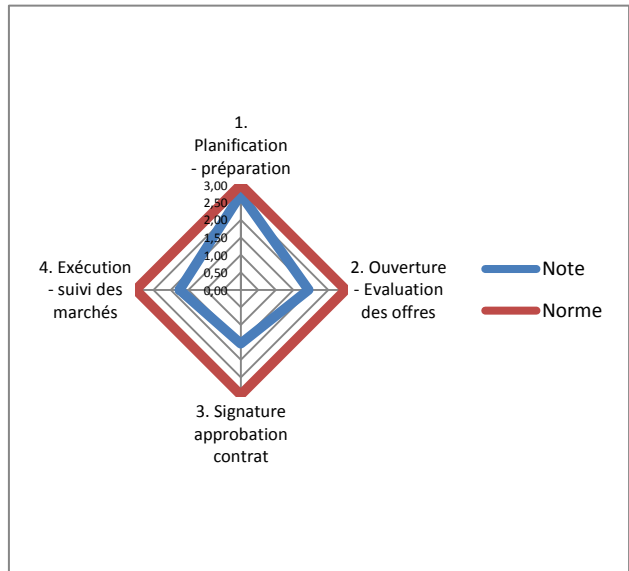 1.
Planification
- préparation
3,00
2,50
2,00
1,50
1,00
0,50
0,00
2. Ouverture
- Evaluation
des offres
3. Signature
approbation
contrat
4. Exécution
- suivi des
marchés
Note
Norme